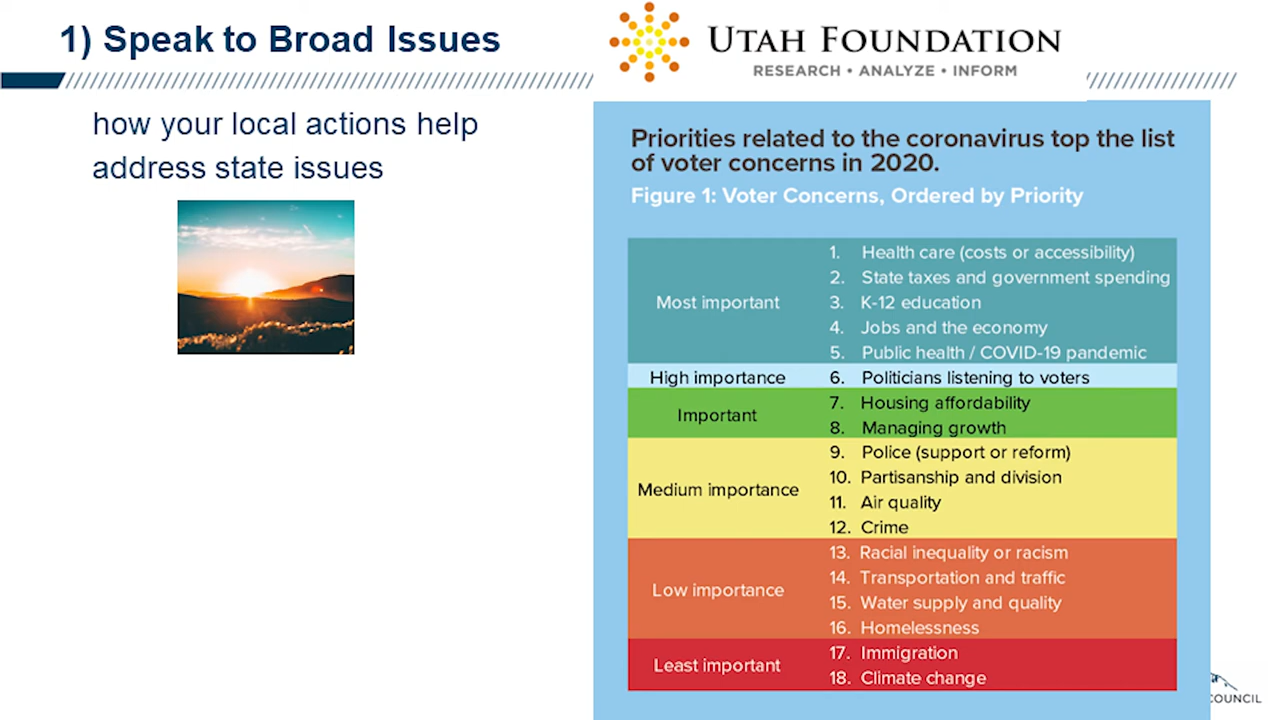 1) Speak to Broad Issues
UTAH FOUNDATION
RESEARCH • ANALYZE • INFORM
how your local actions help
address state issues
Priorities related to the coronavirus top the list
of voter concerns in 2020.
Figure 1: Voter Concerns, Ordered by Priority
Most important
1. Health care (costs or accessibility)
2. State taxes and government spending
3. K-12 education
4. Jobs and the economy
5. Public health / COVID-19 pandemic
High importance
6. Politicians listening to voters
Important
7. Housing affordability
8. Managing growth
Medium importance
9. Police (support or reform)
10. Partisanship and division
11. Air quality
12. Crime
Low importance
13. Racial inequality or racism
14. Transportation and traffic
15. Water supply and quality
16. Homelessness
Least important
17. Immigration
18. Climate change
COUNCIL